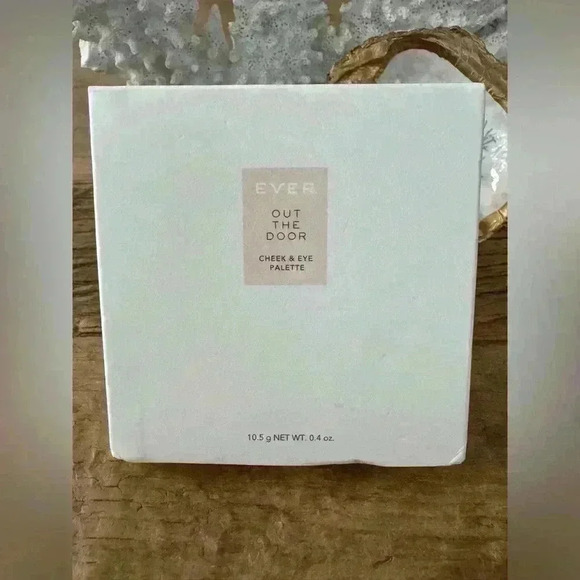 EVER.
OUT
THE
DOOR
CHEEK & EYE
PALETTE
10.5 g NET WT. 0.4 oz.